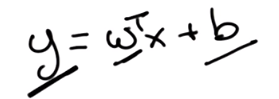 y = wᵀx + b